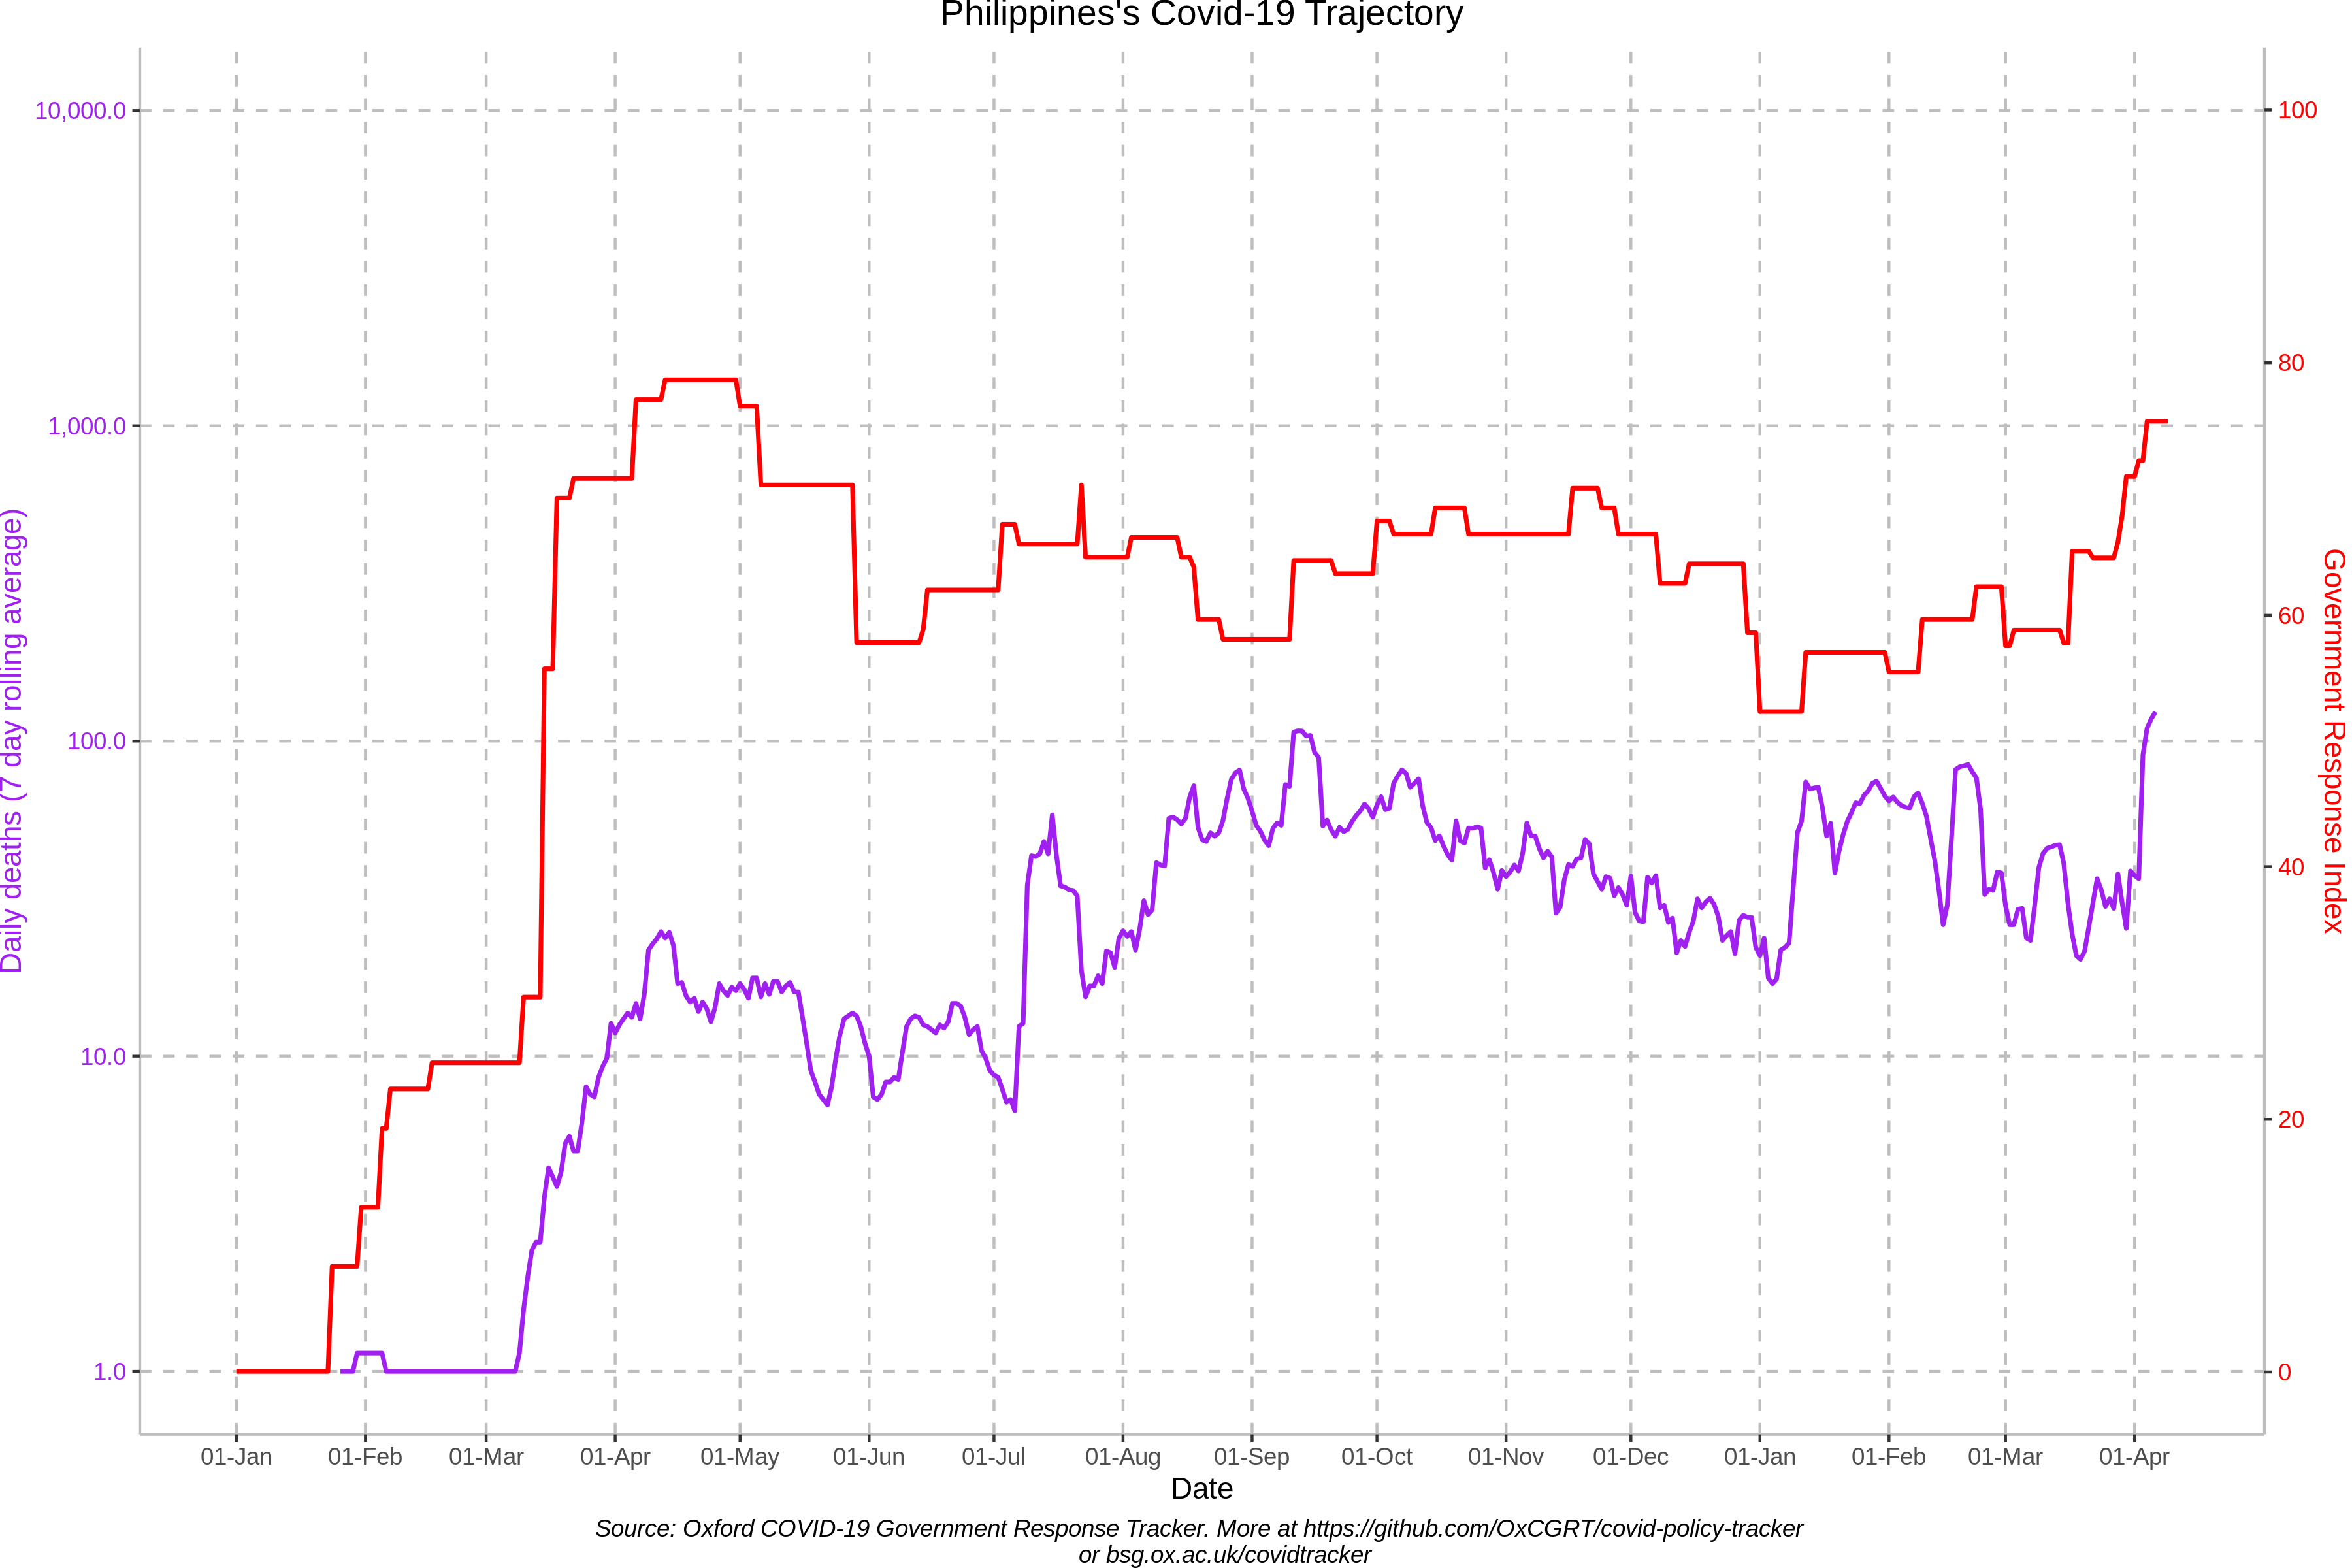 Philippines's Covid-19 Trajectory
Daily deaths (7 day rolling average)
10,000.0
1,000.0
100.0
10.0
1.0
100
80
60
40
20
0
Government Response Index
01-Jan 01-Feb 01-Mar 01-Apr 01-May 01-Jun 01-Jul 01-Aug 01-Sep 01-Oct 01-Nov 01-Dec 01-Jan 01-Feb 01-Mar 01-Apr
Date
Source: Oxford COVID-19 Government Response Tracker. More at https://github.com/OxCGRT/covid-policy-tracker
or bsg.ox.ac.uk/covidtracker